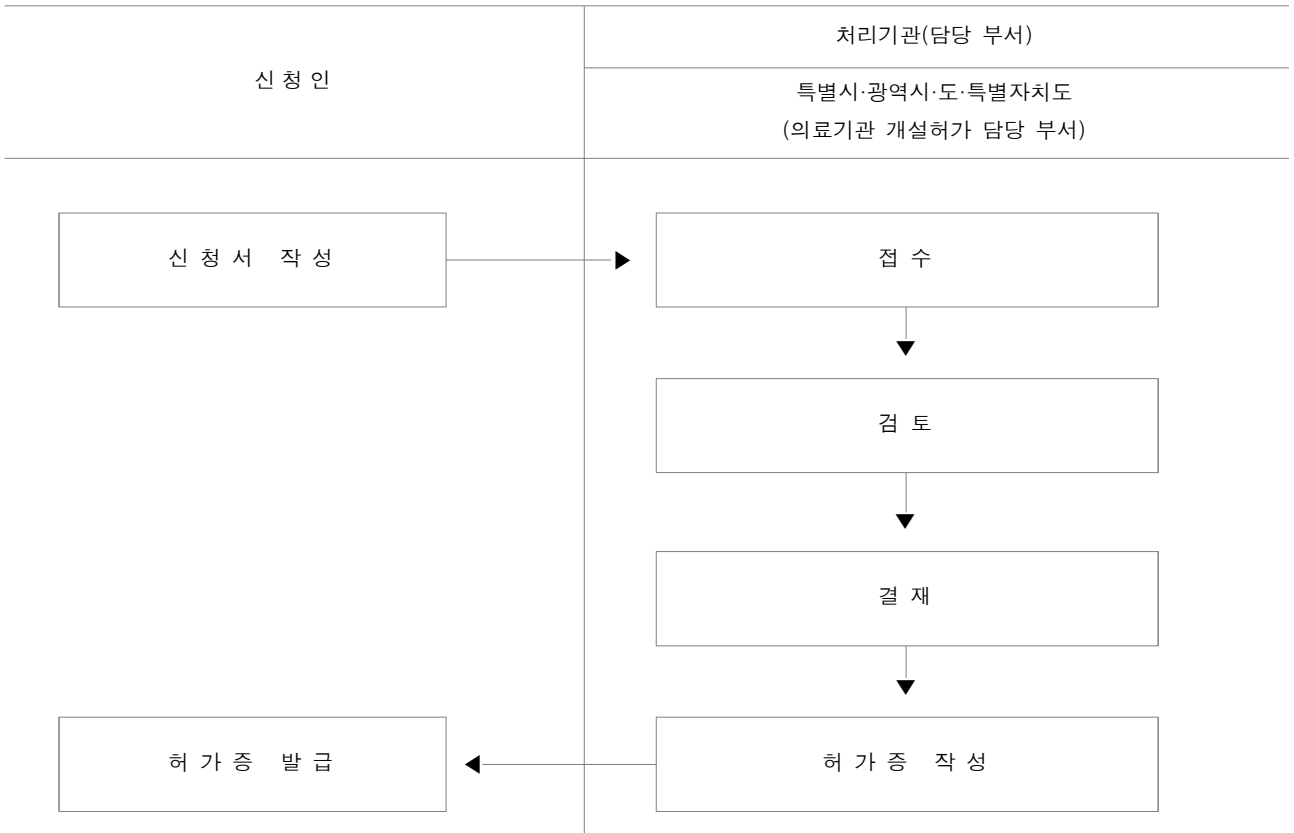 신 청 인
처리기관(담당 부서)
특별시·광역시·도·특별자치도
(의료기관 개설허가 담당 부서)
신 청 서 작 성
접 수
검 토
결 재
허 가 증 발 급
허 가 증 작 성